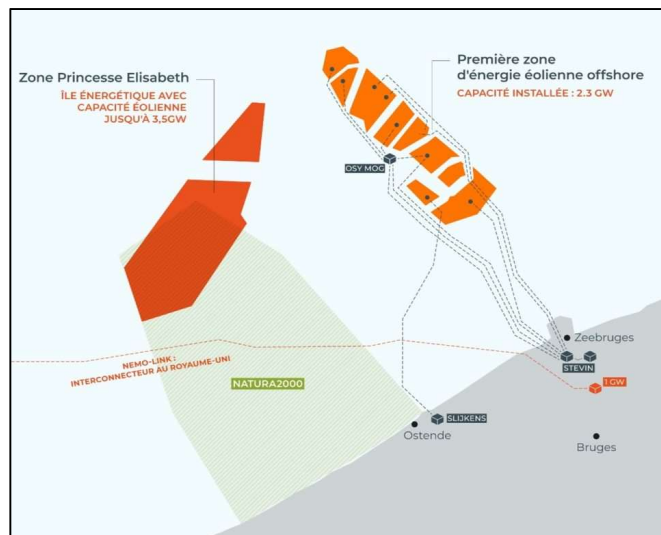 Zone Princesse Elisabeth
ÎLE ÉNERGÉTIQUE AVEC
CAPACITÉ ÉOLIENNE
JUSQU'À 3,5GW
Première zone
d'énergie éolienne offshore
CAPACITÉ INSTALLÉE : 2.3 GW
OSY MOG
Zeebruges
STEVIN
1 GW
NEMO-LINK :
INTERCONNECTEUR AU ROYAUME-UNI
NATURA2000
SLIJKENS
Ostende
Bruges